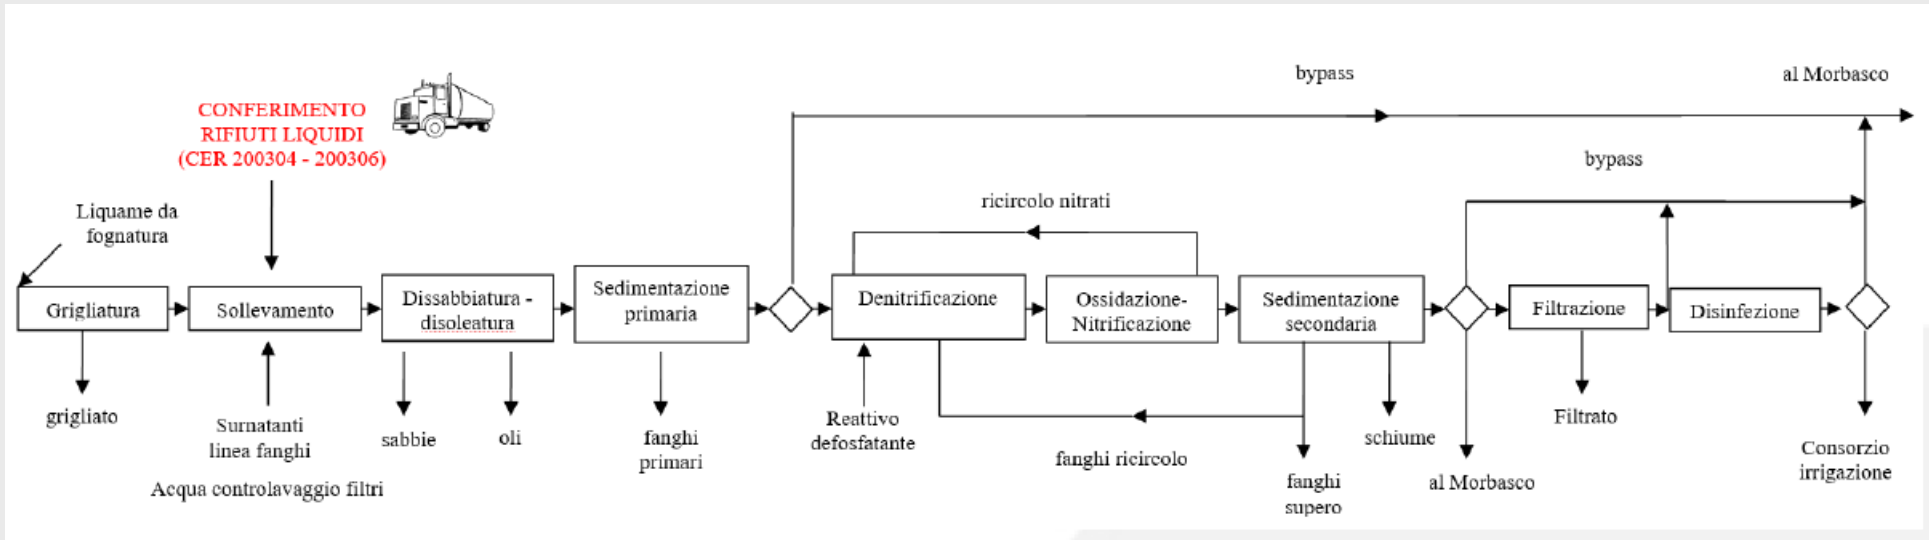 bypass
al Morbasco
CONFERIMENTO
RIFIUTI LIQUIDI
(CER 200304 - 200306)
bypass
Liquame da
fognatura
ricircolo nitrati
Grigliatura
Sollevamento
Dissabbiatura -
disoleatura
Sedimentazione
primaria
Denitrificazione
Ossidazione-
Nitrificazione
Sedimentazione
secondaria
Filtrazione
Disinfezione
grigliato
Surnatanti
linea fanghi
Acqua controlavaggio filtri
sabbie
oli
fanghi
primari
Reattivo
defosfatante
fanghi ricircolo
fanghi
supero
schiume
al Morbasco
Filtrato
Consorzio
irrigazione